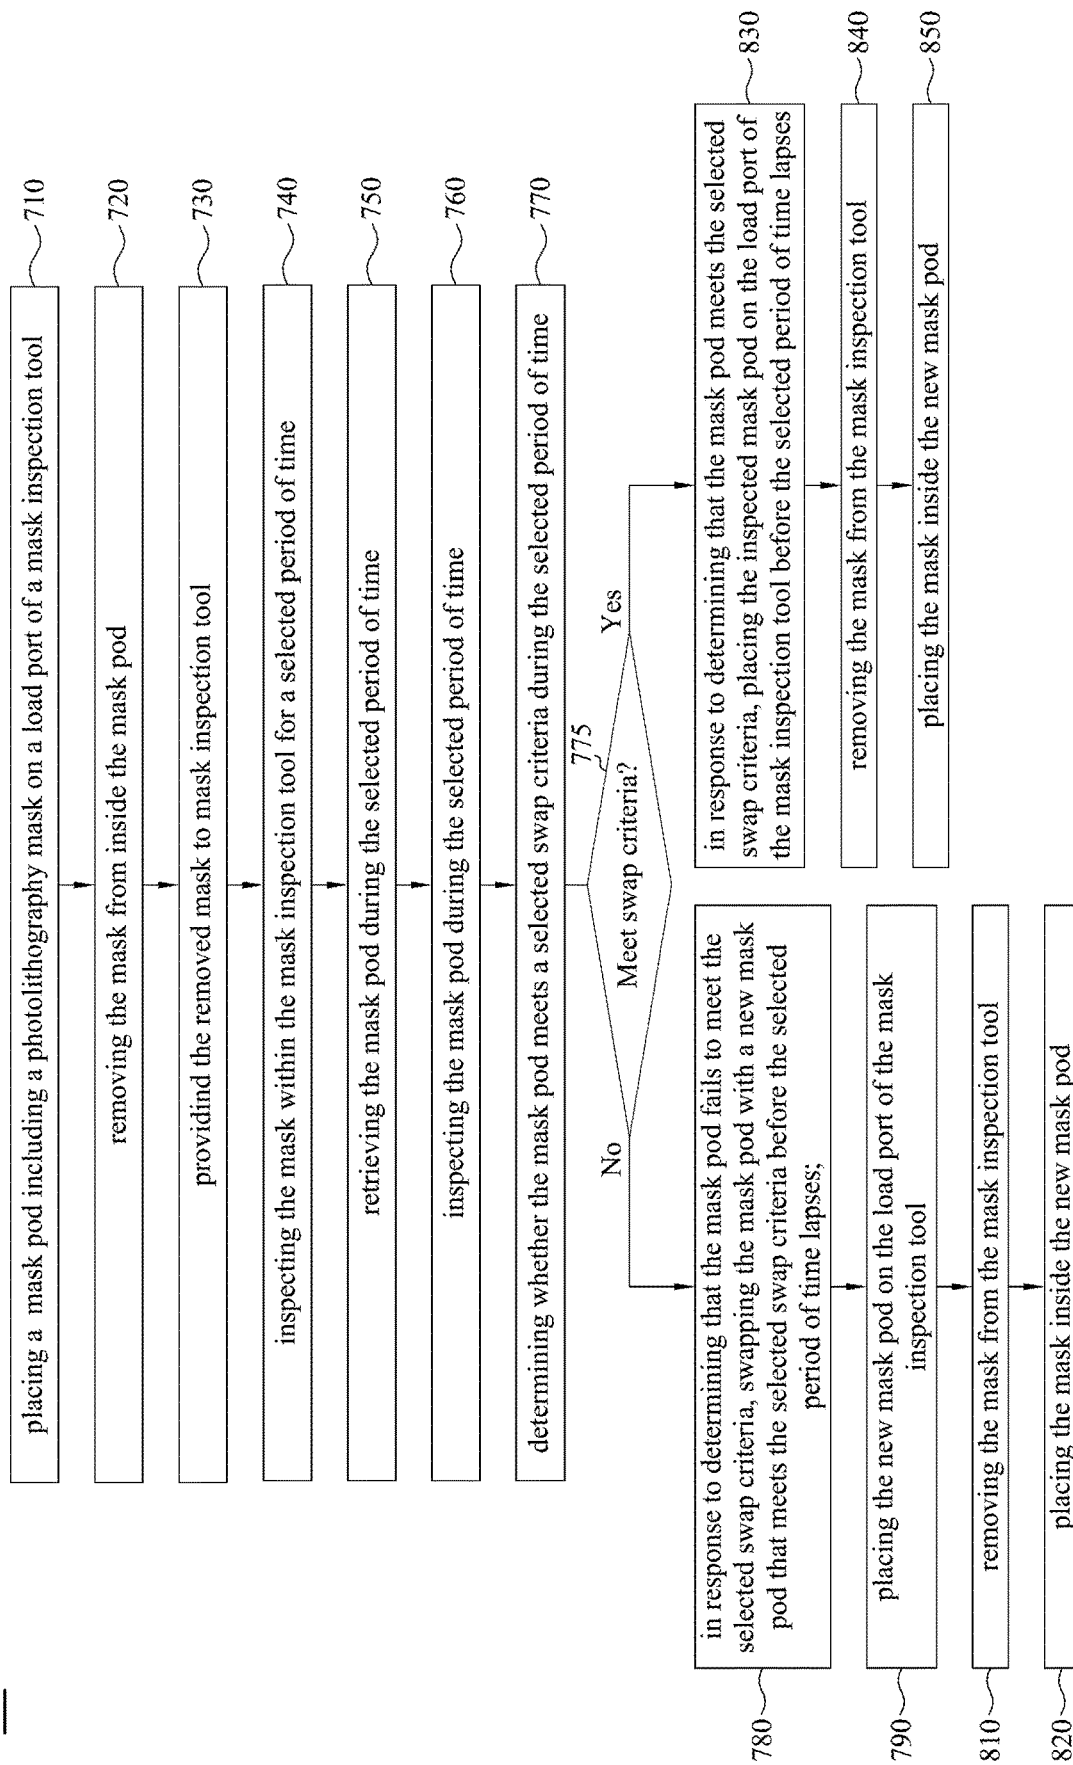 placing a mask pod including a photolithography mask on a load port of a mask inspection tool
710
removing the mask from inside the mask pod
720
providind the removed mask to mask inspection tool
730
inspecting the mask within the mask inspection tool for a selected period of time
740
retrieving the mask pod during the selected period of time
750
inspecting the mask pod during the selected period of time
760
determining whether the mask pod meets a selected swap criteria during the selected period of time
770
775
Meet swap criteria?
No
Yes
in response to determining that the mask pod fails to meet the
selected swap criteria, swapping the mask pod with a new mask
pod that meets the selected swap criteria before the selected
period of time lapses;
780
placing the new mask pod on the load port of the mask
inspection tool
790
removing the mask from the mask inspection tool
810
placing the mask inside the new mask pod
820
in response to determining that the mask pod meets the selected
swap criteria, placing the inspected mask pod on the load port of
the mask inspection tool before the selected period of time lapses
830
removing the mask from the mask inspection tool
840
placing the mask inside the new mask pod
850